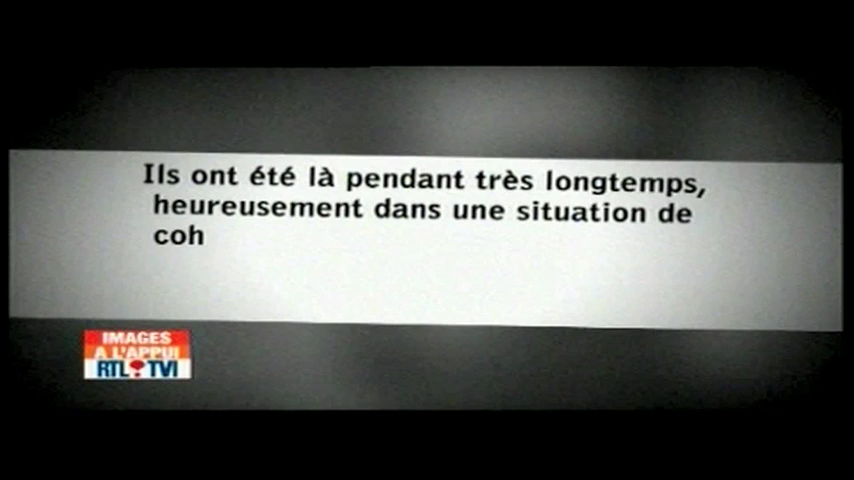 Ils ont été là pendant très longtemps,
heureusement dans une situation de
coh
IMAGES
A L'APPUI
RTL TVI